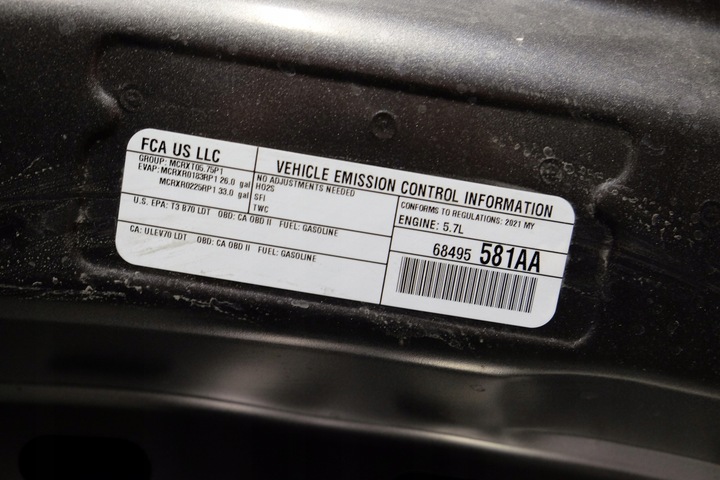 FCA US LLC
GROUP: MCRXT05.75P1
EVAP: MCRXR0183RP1 26.0 gal
MCRXR0225RP1 33.0 gal
VEHICLE EMISSION CONTROL INFORMATION
NO ADJUSTMENTS NEEDED
HO2S
SFI
TWC
CONFORMS TO REGULATIONS: 2021 MY
ENGINE: 5.7L
U.S. EPA: T3 B70 LDT OBD: CA OBD II FUEL: GASOLINE
CA: ULEV70 LDT OBD: CA OBD II FUEL: GASOLINE
68495 581AA